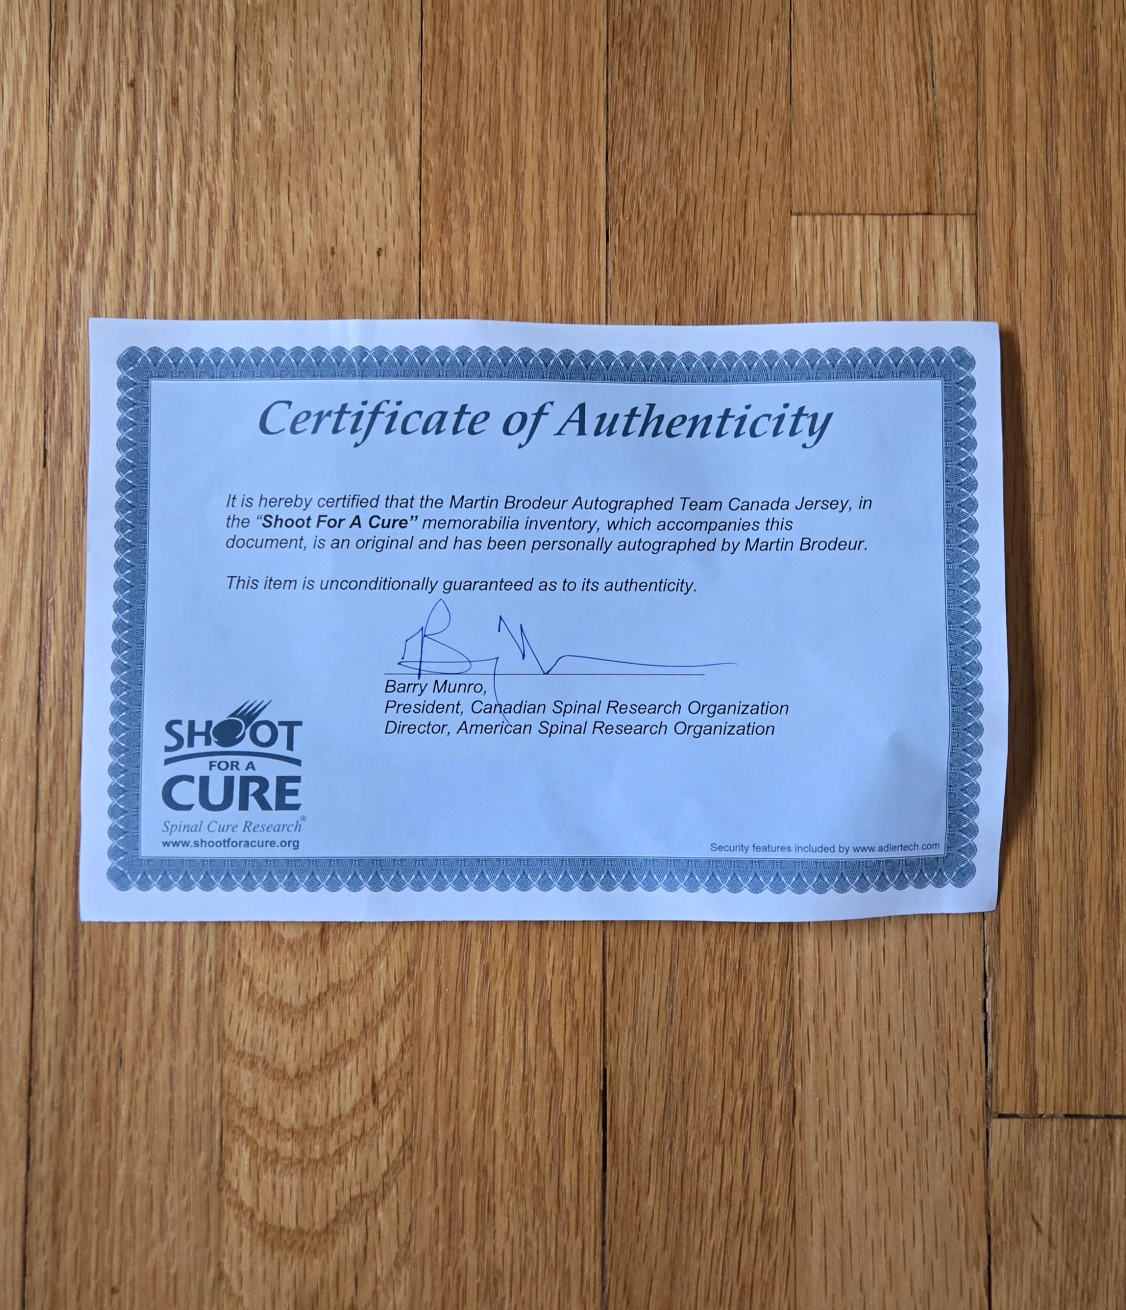 Certificate of Authenticity
It is hereby certified that the Martin Brodeur Autographed Team Canada Jersey, in
the “Shoot For A Cure” memorabilia inventory, which accompanies this
document, is an original and has been personally autographed by Martin Brodeur.
This item is unconditionally guaranteed as to its authenticity.
Barry Munro,
President, Canadian Spinal Research Organization
Director, American Spinal Research Organization
SHOOT
FOR A
CURE
Spinal Cure Research®
www.shootforacure.org
Security features included by www.adlertech.com